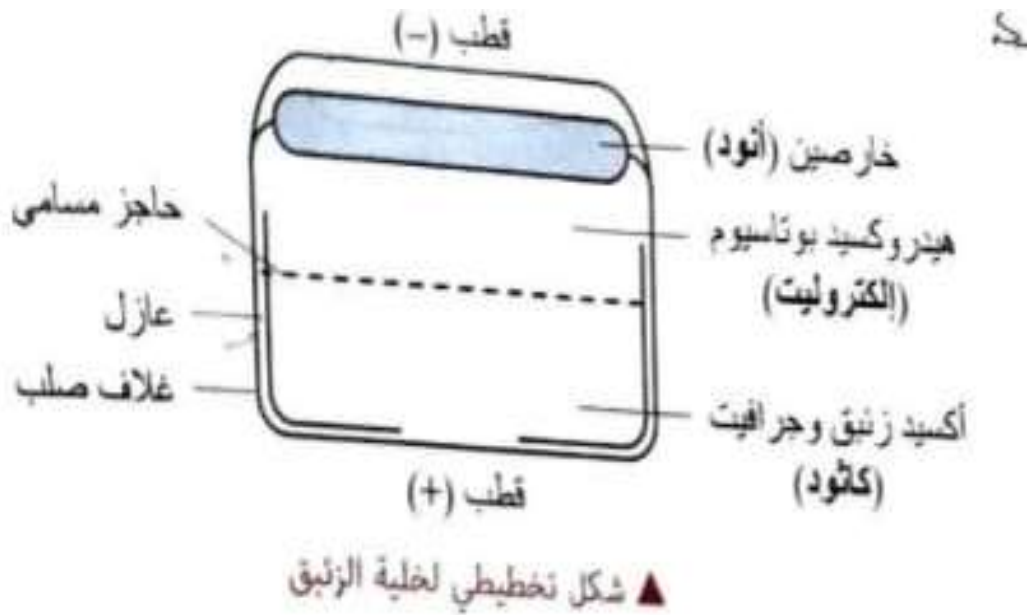 قطب (–)
خارصين (أنود)
حاجز مسامي
هيدروكسيد بوتاسيوم
(إلكتروليت)
عازل
غلاف صلب
أكسيد زئبق وجرافيت
(كاثود)
قطب (+)
▲ شكل تخطيطي لخلية الزئبق